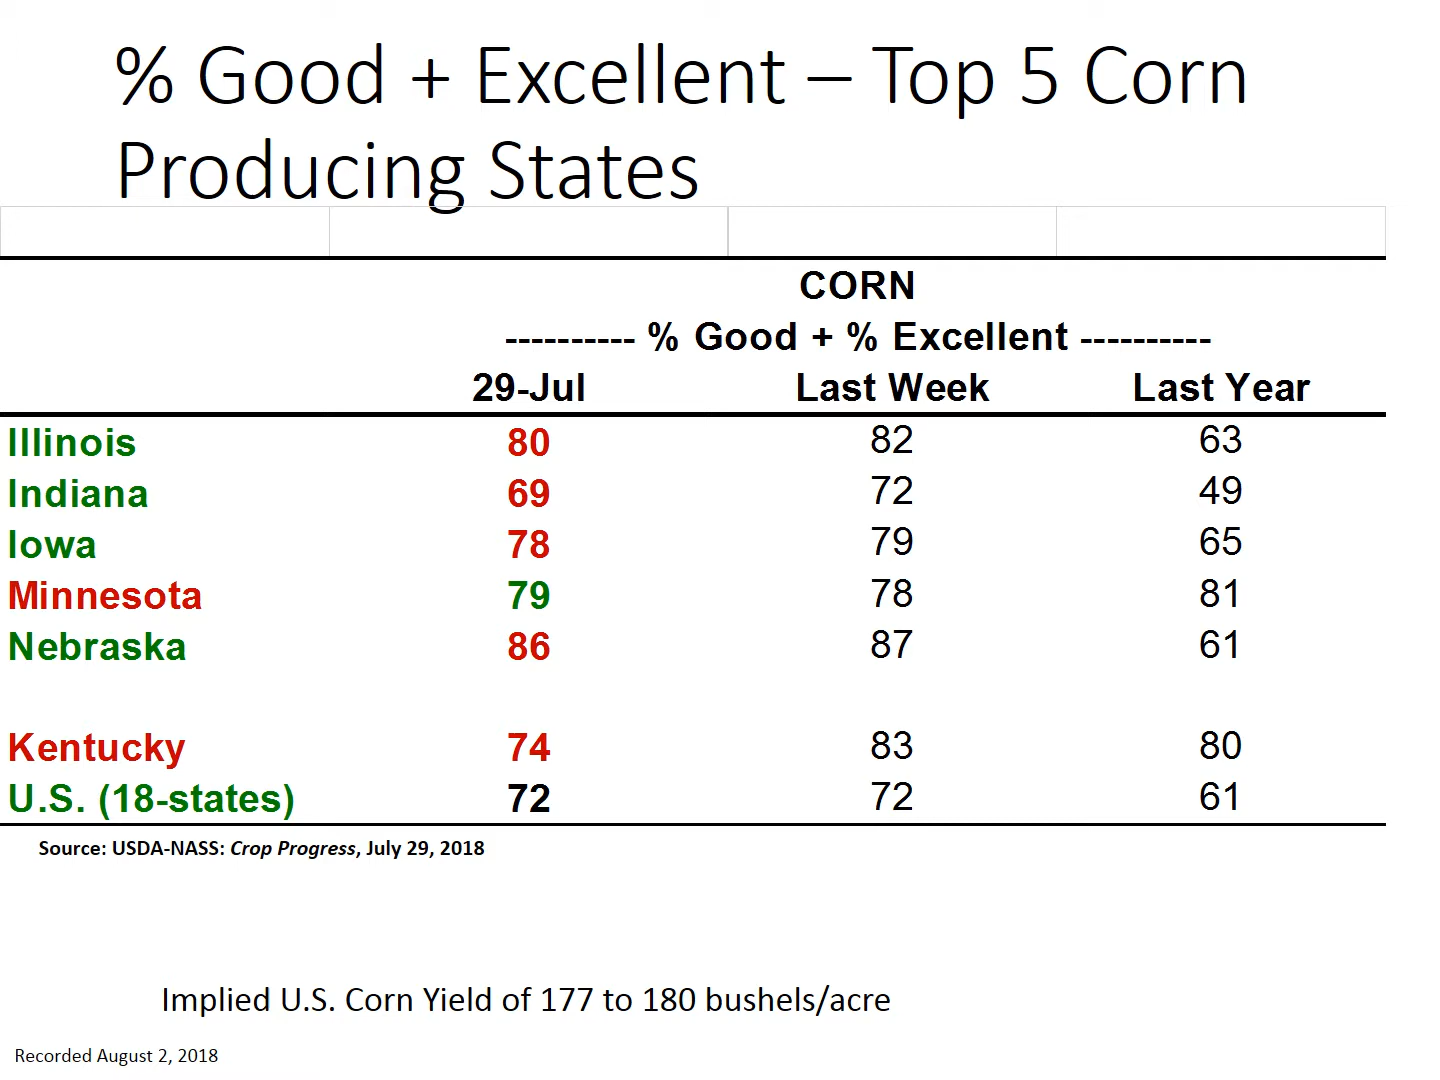 % Good + Excellent – Top 5 Corn
Producing States
CORN
---------- % Good + % Excellent ----------
29-Jul Last Week Last Year
Illinois 80 82 63
Indiana 69 72 49
Iowa 78 79 65
Minnesota 79 78 81
Nebraska 86 87 61
Kentucky 74 83 80
U.S. (18-states) 72 72 61
Source: USDA-NASS: Crop Progress, July 29, 2018
Implied U.S. Corn Yield of 177 to 180 bushels/acre
Recorded August 2, 2018